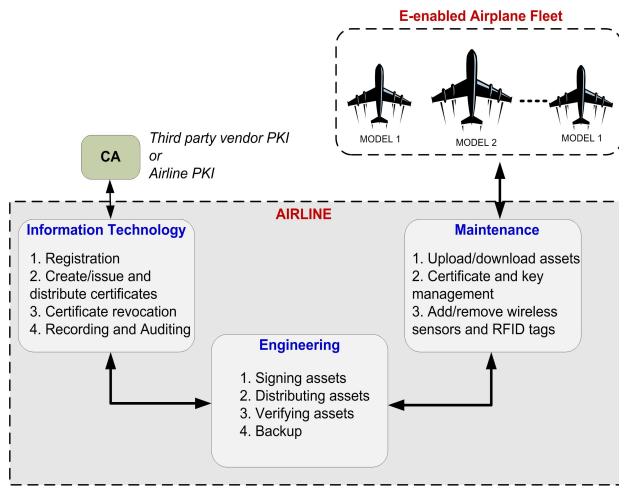 E-enabled Airplane Fleet
MODEL 1
MODEL 2
MODEL 1
CA
Third party vendor PKI
or
Airline PKI
AIRLINE
Information Technology
1. Registration
2. Create/issue and
distribute certificates
3. Certificate revocation
4. Recording and Auditing
Maintenance
1. Upload/download assets
2. Certificate and key
management
3. Add/remove wireless
sensors and RFID tags
Engineering
1. Signing assets
2. Distributing assets
3. Verifying assets
4. Backup